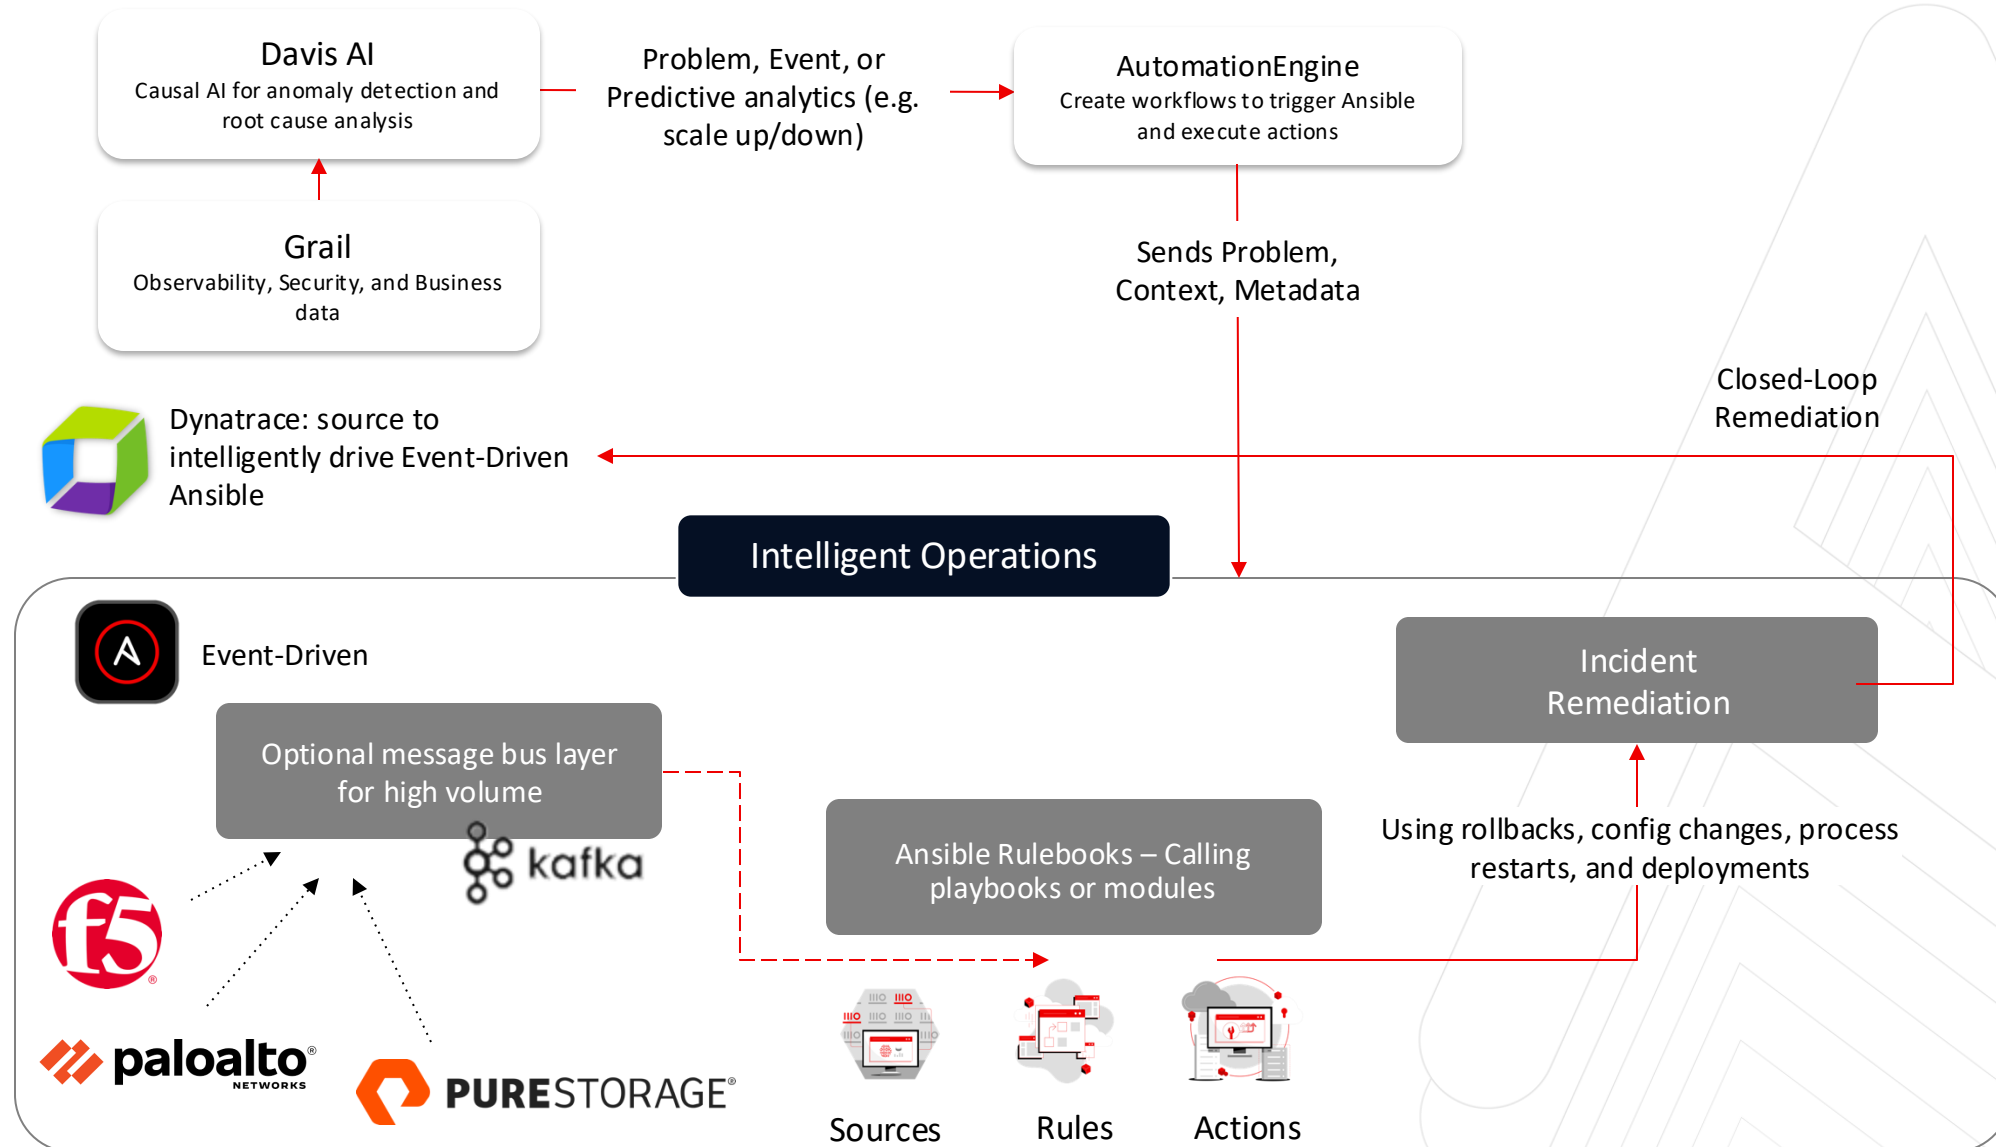 Davis AI
Causal AI for anomaly detection and
root cause analysis
Problem, Event, or
Predictive analytics (e.g.
scale up/down)
AutomationEngine
Create workflows to trigger Ansible
and execute actions
Grail
Observability, Security, and Business
data
Sends Problem,
Context, Metadata
Closed-Loop
Remediation
Dynatrace: source to
intelligently drive Event-Driven
Ansible
Intelligent Operations
Event-Driven
Incident
Remediation
Optional message bus layer
for high volume
kafka
Ansible Rulebooks – Calling
playbooks or modules
Using rollbacks, config changes, process
restarts, and deployments
f5®
paloalto®
NETWORKS
PURESTORAGE®
Sources
Rules
Actions